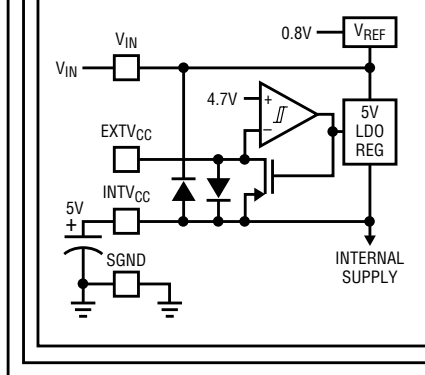 0.8V
VREF
VIN
VIN
4.7V
+
−
5V
LDO
REG
EXTVCC
INTVCC
5V
+
SGND
INTERNAL
SUPPLY